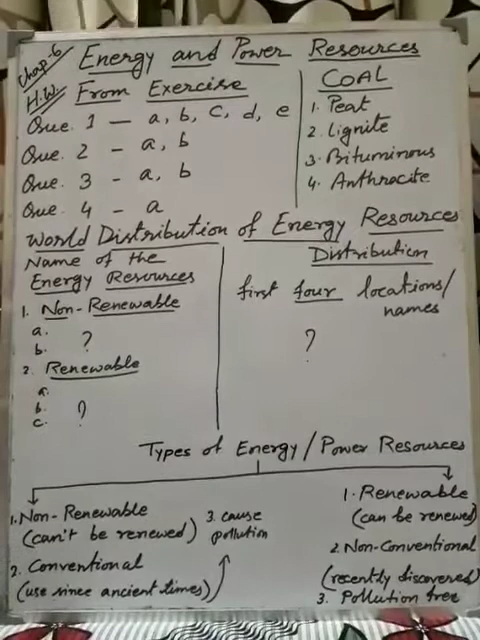 Chap. 6
Energy and Power Resources
H.W.
From Exercise
Que. 1 – a, b, c, d, e
Que. 2 – a, b
Que. 3 – a, b
Que. 4 – a
COAL
1. Peat
2. Lignite
3. Bituminous
4. Anthracite
World Distribution of Energy Resources
Name of the
Energy Resources
1. Non-Renewable
a.
b. ?
2. Renewable
a.
b. ?
c.
Distribution
first four locations/
names
?
Types of Energy/Power Resources
1. Non-Renewable
(can't be renewed)
2. Conventional
(use since ancient times)
3. cause
pollution
1. Renewable
(can be renewed)
2. Non-Conventional
(recently discovered)
3. Pollution free